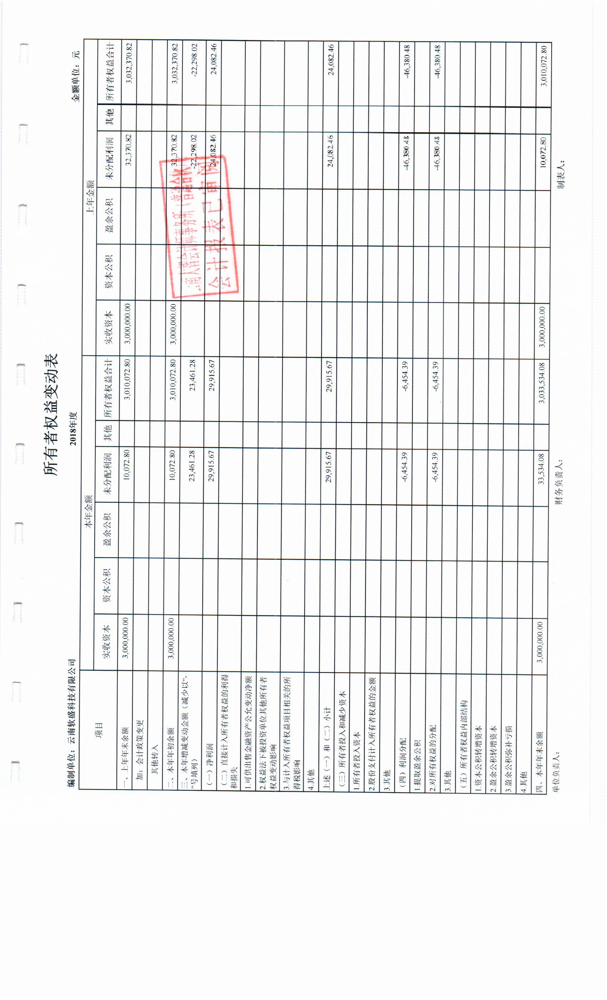 所有者权益变动表
2018年度
编制单位：云南软盛科技有限公司 金额单位：元
项目 本年金额 上年金额
实收资本 资本公积 盈余公积 未分配利润 其他 所有者权益合计 实收资本 资本公积 盈余公积 未分配利润 其他 所有者权益合计
一、上年年末余额 3,000,000.00 10,072.80 3,010,072.80 3,000,000.00 32,370.82 3,032,370.82
加：会计政策变更
其他转入
二、本年年初余额 3,000,000.00 10,072.80 3,010,072.80 3,000,000.00 32,370.82 3,032,370.82
三、本年增减变动金额（减少以“-
”号填列） 23,461.28 23,461.28 -22,298.02 -22,298.02
（一）净利润 29,915.67 29,915.67 24,082.46 24,082.46
（二）直接计入所有者权益的利得
和损失
1.可供出售金融资产公允变动净额
2.权益法下被投资单位其他所有者
权益变动影响
3.与计入所有者权益项目相关的所
得税影响
4.其他
上述（一）和（二）小计 29,915.67 29,915.67 24,082.46 24,082.46
（三）所有者投入和减少资本
1.所有者投入资本
2.股份支付计入所有者权益的金额
3.其他
（四）利润分配 -6,454.39 -6,454.39 -46,380.48 -46,380.48
1.提取盈余公积
2.对所有权益的分配 -6,454.39 -6,454.39 -46,380.48 -46,380.48
3.其他
（五）所有者权益内部结构
1.资本公积转增资本
2.盈余公积转增资本
3.盈余公积弥补亏损
4.其他
四、本年年末余额 3,000,000.00 33,534.08 3,033,534.08 3,000,000.00 10,072.80 3,010,072.80
单位负责人： 财务负责人： 制表人：
会计师事务所（普通合伙）
会计报表已审阅